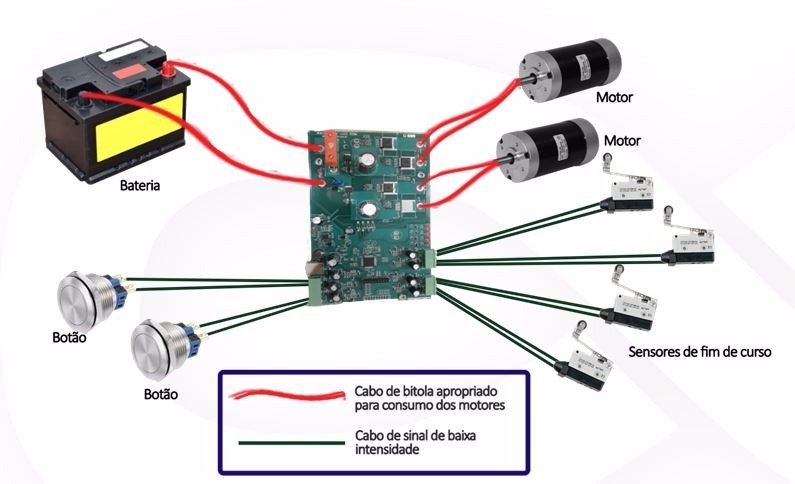 Bateria
Motor
Motor
Botão
Botão
Sensores de fim de curso
Cabo de bitola apropriado
para consumo dos motores
Cabo de sinal de baixa
intensidade